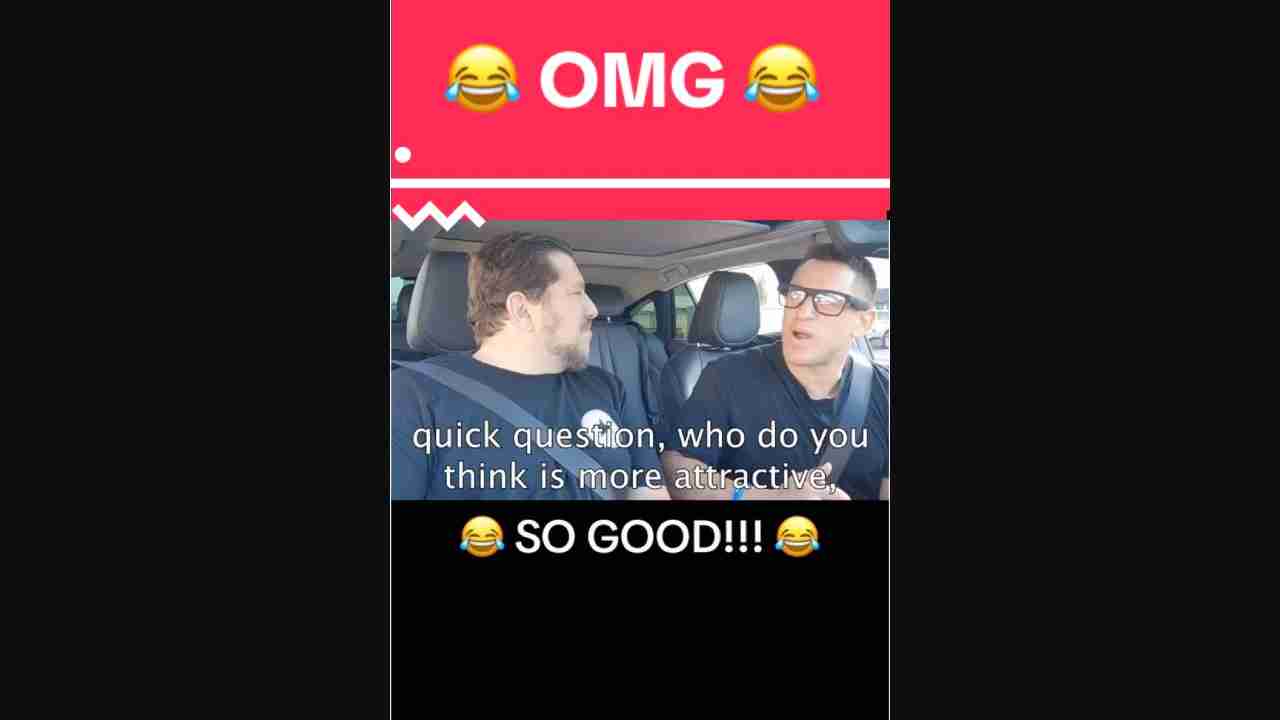 😂 OMG 😂
quick question, who do you
think is more attractive,
😂 SO GOOD!!! 😂